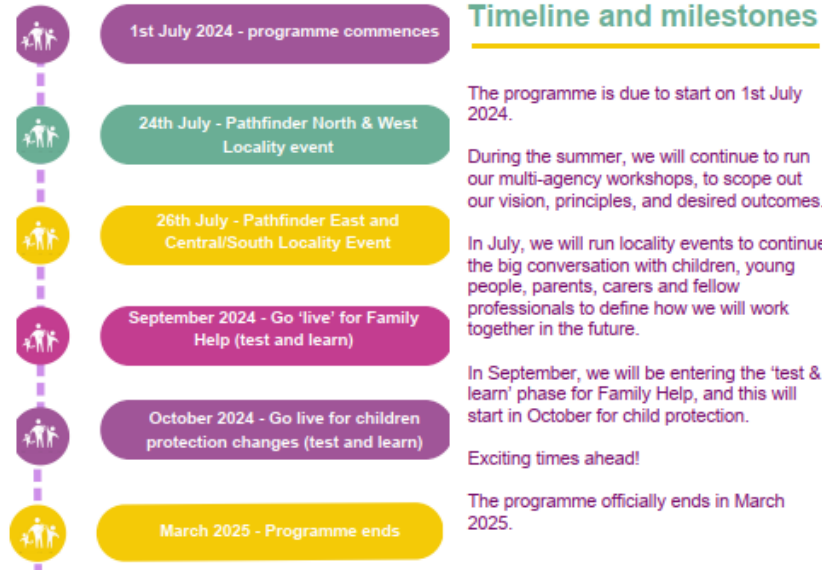 1st July 2024 - programme commences
24th July - Pathfinder North & West
Locality event
26th July - Pathfinder East and
Central/South Locality Event
September 2024 - Go ‘live’ for Family
Help (test and learn)
October 2024 - Go live for children
protection changes (test and learn)
March 2025 - Programme ends
Timeline and milestones
The programme is due to start on 1st July
2024.
During the summer, we will continue to run
our multi-agency workshops, to scope out
our vision, principles, and desired outcomes.
In July, we will run locality events to continue
the big conversation with children, young
people, parents, carers and fellow
professionals to define how we will work
together in the future.
In September, we will be entering the ‘test &
learn’ phase for Family Help, and this will
start in October for child protection.
Exciting times ahead!
The programme officially ends in March
2025.